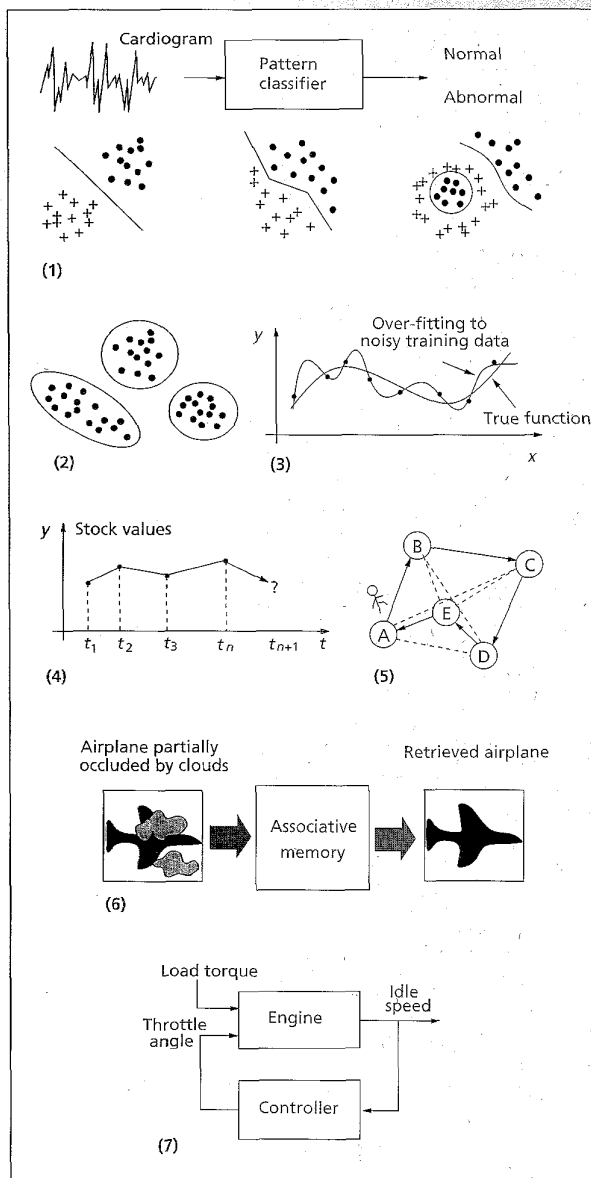 Cardiogram
Pattern
classifier
Normal
Abnormal
(1)
(2)
y
Over-fitting to
noisy training data
True function
x
(3)
y Stock values
?
t1 t2 t3 tn tn+1 t
(4)
B
C
A
E
D
(5)
Airplane partially
occluded by clouds
Retrieved airplane
Associative
memory
(6)
Load torque
Idle
speed
Engine
Throttle
angle
Controller
(7)